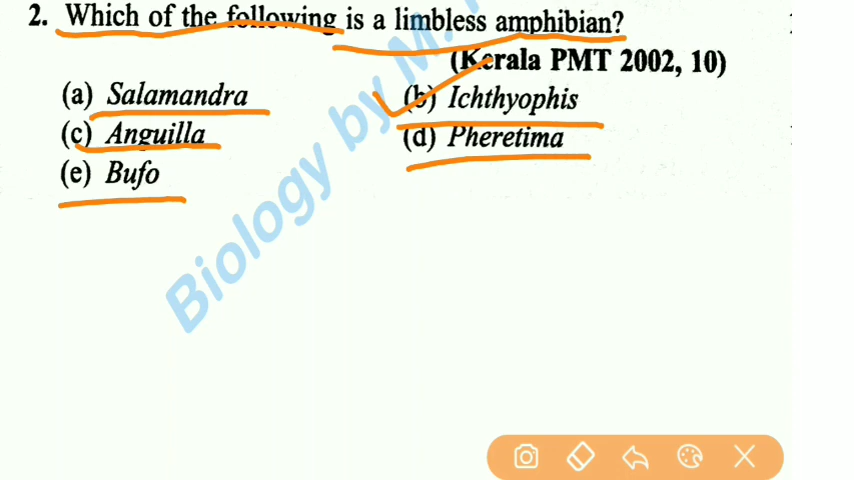 2. Which of the following is a limbless amphibian?
(Kerala PMT 2002, 10)
(a) Salamandra (b) Ichthyophis
(c) Anguilla (d) Pheretima
(e) Bufo
Biology by M.